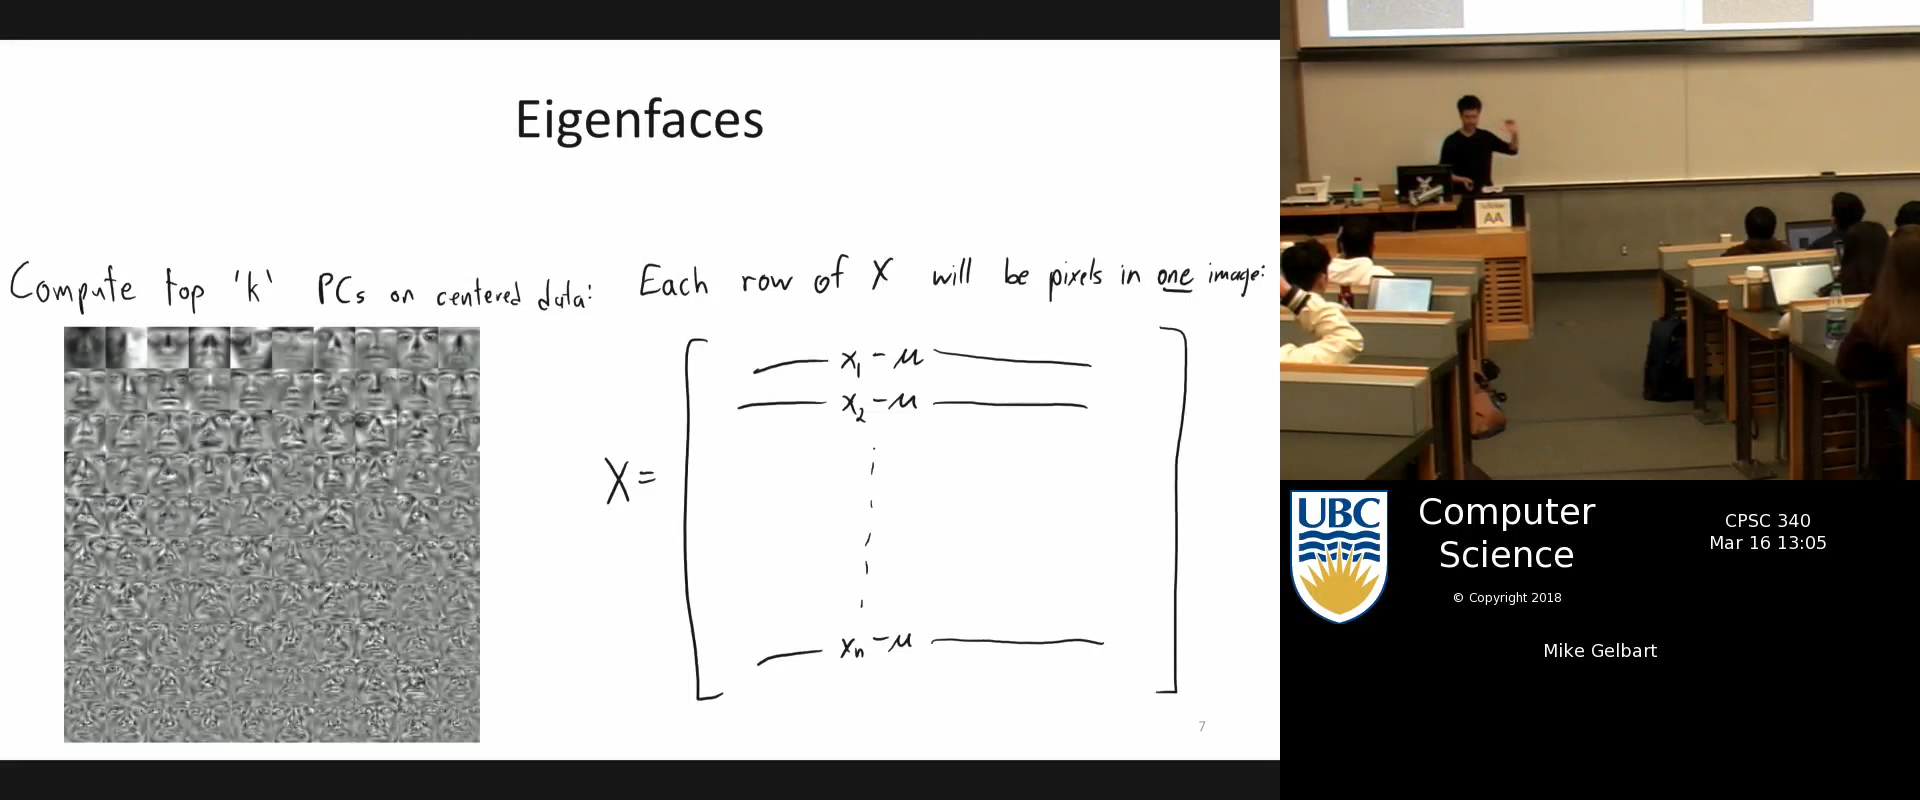 Eigenfaces
Compute top 'k' PCs on centered data:
Each row of X will be pixels in one image:
X =
x₁ - μ
x₂ - μ
xₙ - μ
7
AA
UBC
Computer
Science
© Copyright 2018
CPSC 340
Mar 16 13:05
Mike Gelbart